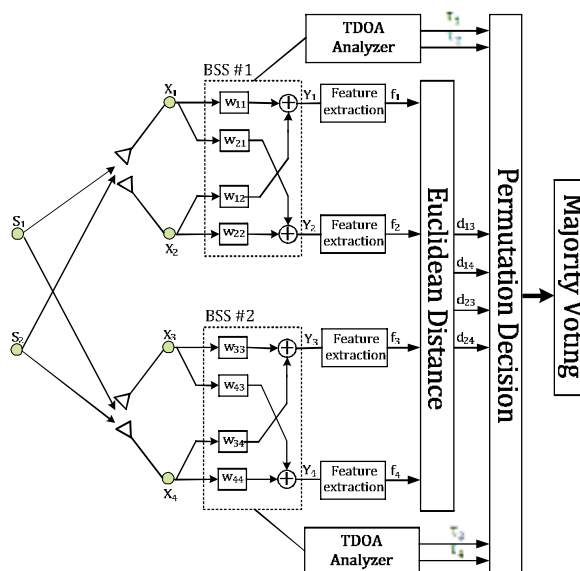 TDOA
Analyzer
τ1
τ2
BSS #1
X1
w11
Y1
Feature
extraction
f1
w21
w12
X2
w22
Y2
Feature
extraction
f2
S1
S2
d13
d14
d23
d24
Euclidean Distance
Permutation Decision
Majority
Voting
BSS #2
X3
w33
Y3
Feature
extraction
f3
w43
w34
X4
w44
Y4
Feature
extraction
f4
TDOA
Analyzer
τ3
τ4